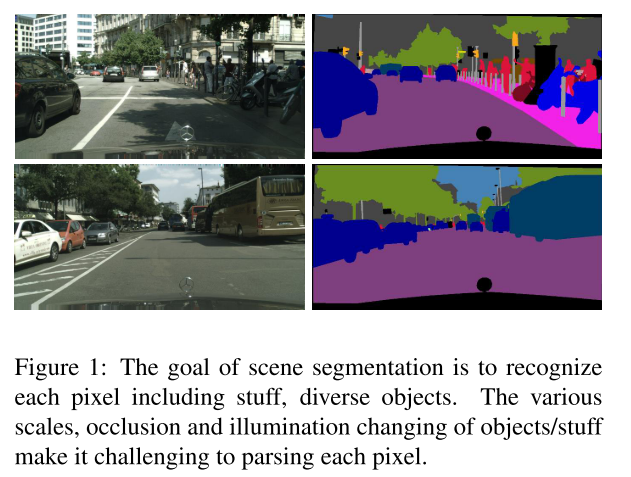 Figure 1: The goal of scene segmentation is to recognize
each pixel including stuff, diverse objects. The various
scales, occlusion and illumination changing of objects/stuff
make it challenging to parsing each pixel.